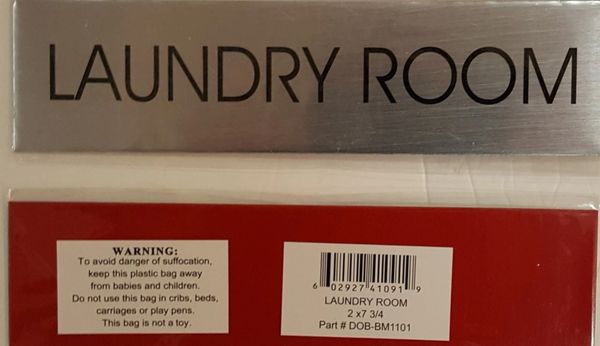 LAUNDRY ROOM
WARNING:
To avoid danger of suffocation,
keep this plastic bag away
from babies and children.
Do not use this bag in cribs, beds,
carriages or play pens.
This bag is not a toy.
6 02927 41091 9
LAUNDRY ROOM
2 x7 3/4
Part # DOB-BM1101